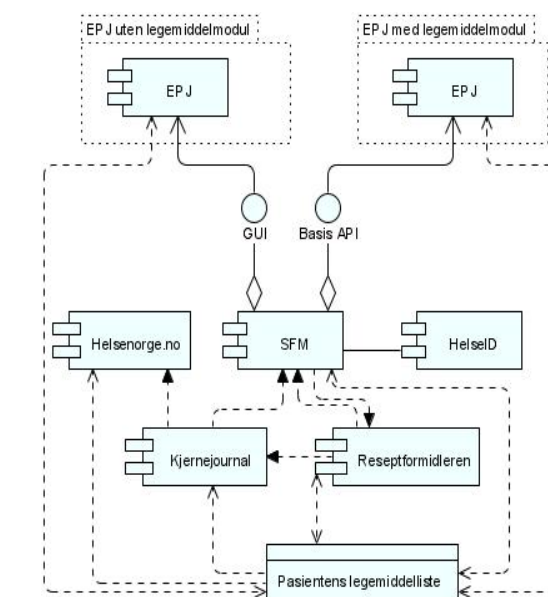 EPJ uten legemiddelmodul
EPJ med legemiddelmodul
EPJ
EPJ
GUI
Basis API
Helsenorge.no
SFM
HelseID
Kjernejournal
Reseptformidleren
Pasientens legemiddelliste